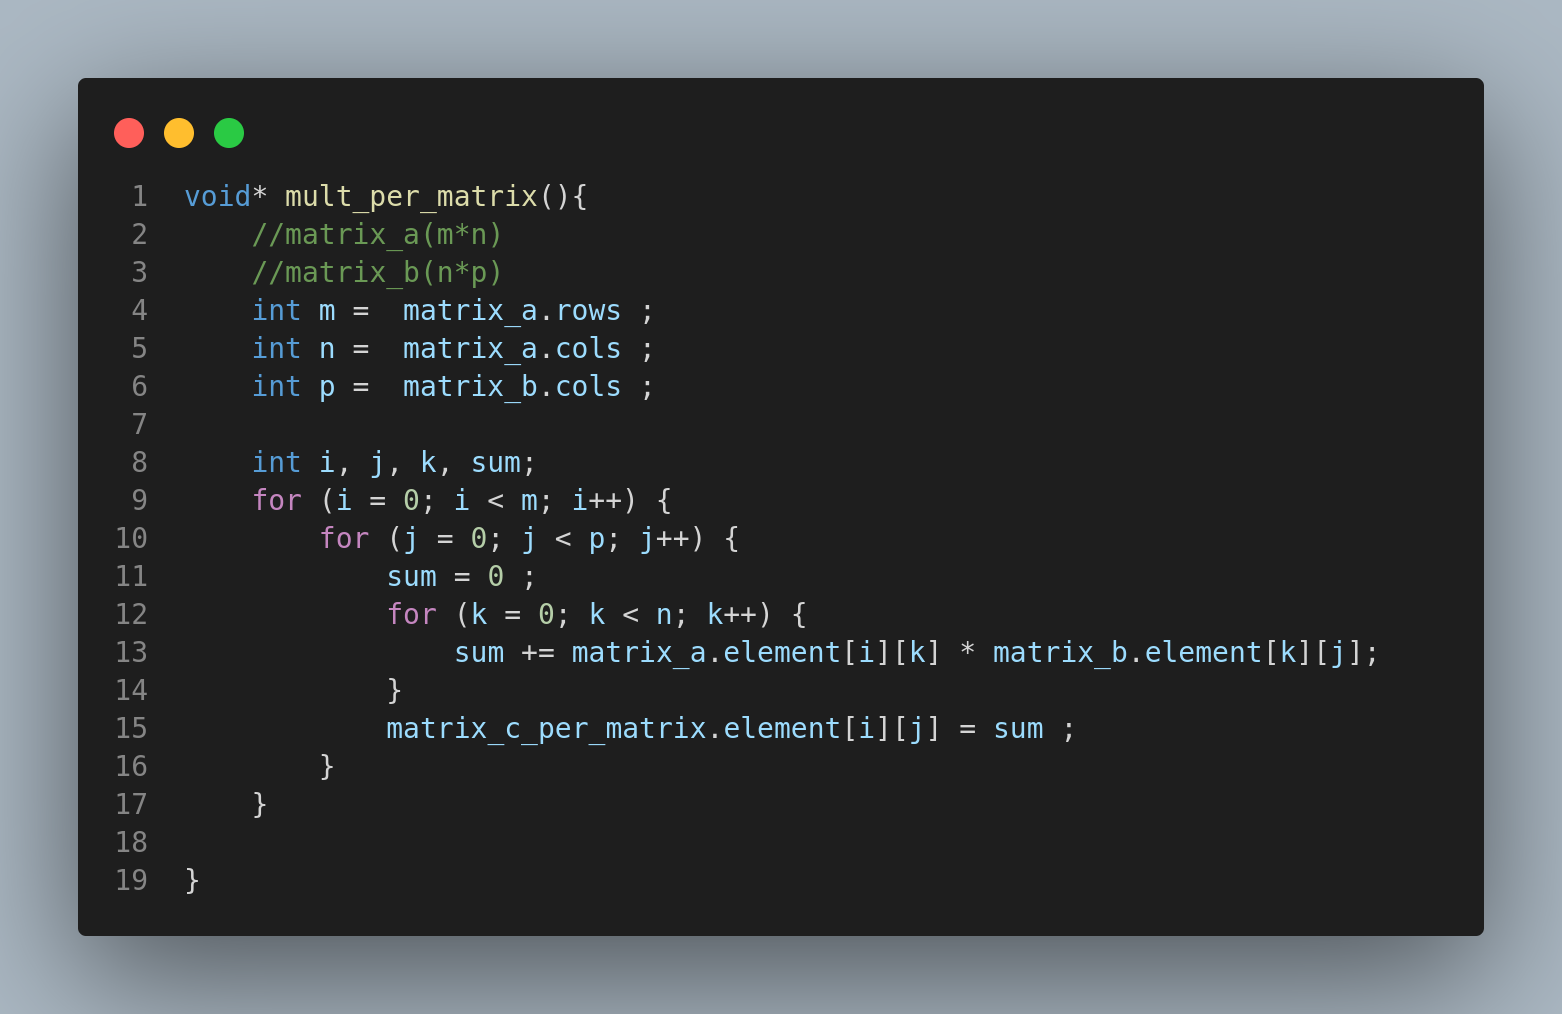 1 void* mult_per_matrix(){
2     //matrix_a(m*n)
3     //matrix_b(n*p)
4     int m =  matrix_a.rows ;
5     int n =  matrix_a.cols ;
6     int p =  matrix_b.cols ;
7
8     int i, j, k, sum;
9     for (i = 0; i < m; i++) {
10         for (j = 0; j < p; j++) {
11             sum = 0 ;
12             for (k = 0; k < n; k++) {
13                 sum += matrix_a.element[i][k] * matrix_b.element[k][j];
14             }
15             matrix_c_per_matrix.element[i][j] = sum ;
16         }
17     }
18
19 }